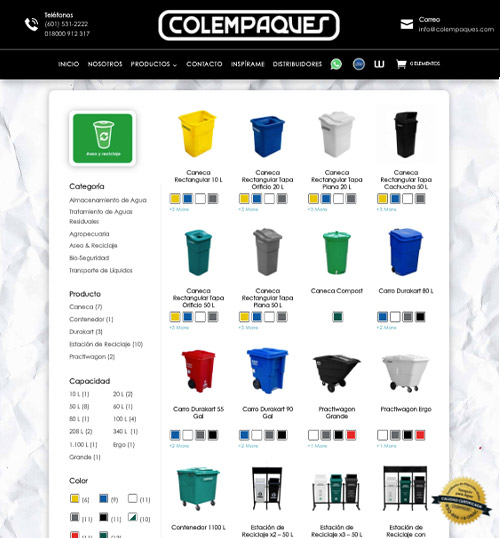 Teléfonos
(601) 531-2222
018000 912 317
COLEMPAQUES
Correo
info@colempaques.com
INICIO NOSOTROS PRODUCTOS CONTACTO INSPÍRAME DISTRIBUIDORES W 0 ELEMENTOS
Aseo y reciclaje
Categoría
Almacenamiento de Agua
Tratamiento de Aguas
Residuales
Agropecuaria
Aseo & Reciclaje
Bio-Seguridad
Transporte de Líquidos
Producto
Caneca (7)
Contenedor (1)
Durakart (3)
Estación de Reciclaje (10)
Practiwagon (2)
Capacidad
10 L (1) 20 L (2)
50 L (8) 60 L (1)
80 L (1) 100 L (4)
208 L (2) 340 L (1)
1.100 L (1) Ergo (1)
Grande (1)
Color
(6) (9) (11)
(11) (11) (10)
Caneca
Rectangular 10 L
+5 More
Caneca
Rectangular Tapa
Orificio 20 L
+5 More
Caneca
Rectangular Tapa
Plana 20 L
+5 More
Caneca
Rectangular Tapa
Cachucha 50 L
+5 More
Caneca
Rectangular Tapa
Orificio 50 L
+5 More
Caneca
Rectangular Tapa
Plana 50 L
+5 More
Caneca Compost
Carro Durakart 80 L
+2 More
Carro Durakart 55
Gal
+2 More
Carro Durakart 90
Gal
+2 More
Practiwagon
Grande
+1 More
Practiwagon Ergo
+1 More
Contenedor 1100 L
Estación de
Reciclaje x2 – 50 L
Estación de
Reciclaje x3 – 50 L
Estación de
Reciclaje con
CALIDAD CERTIFICADA